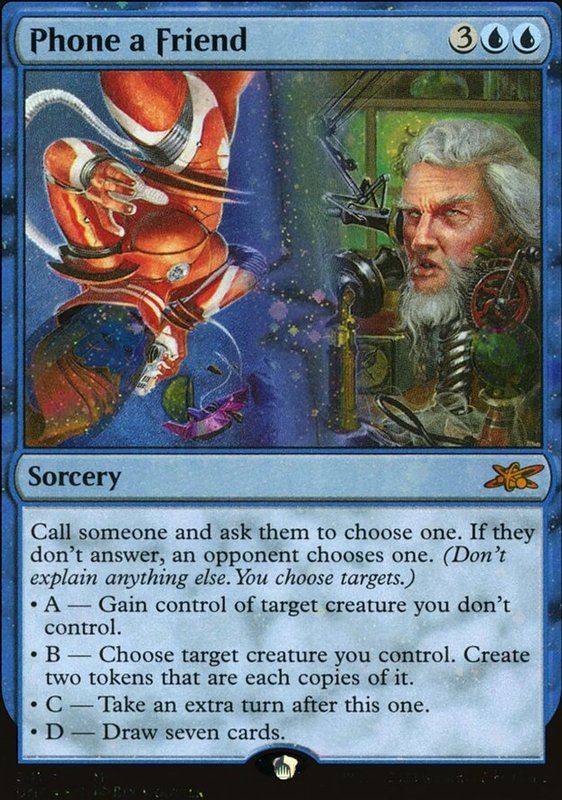 Phone a Friend 3
Sorcery
Call someone and ask them to choose one. If they
don't answer, an opponent chooses one. (Don't
explain anything else. You choose targets.)
• A — Gain control of target creature you don't
control.
• B — Choose target creature you control. Create
two tokens that are each copies of it.
• C — Take an extra turn after this one.
• D — Draw seven cards.